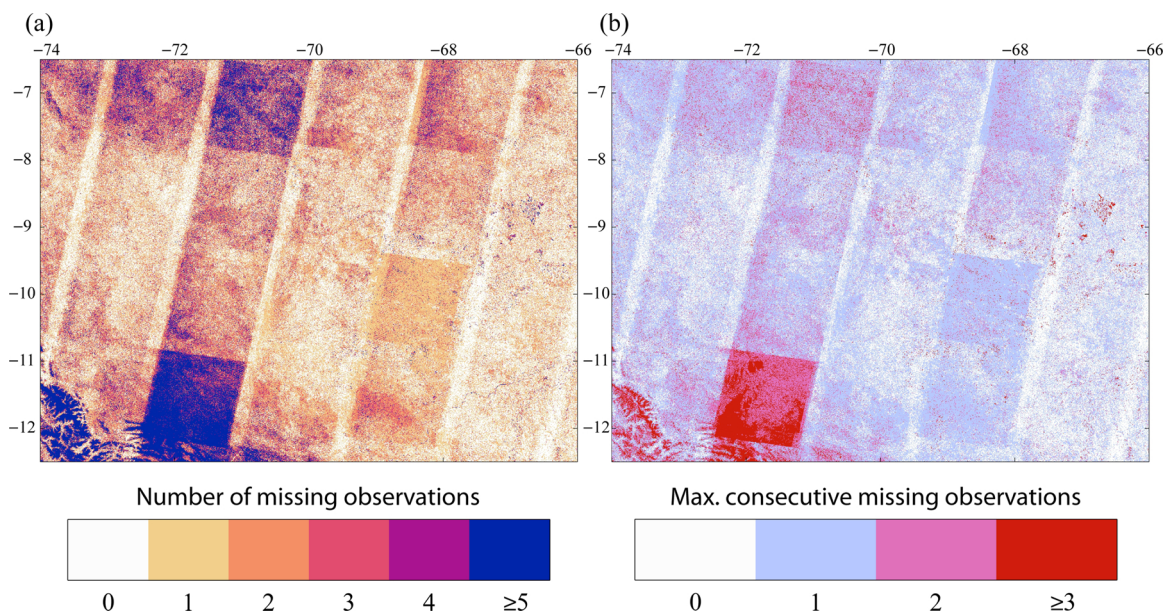 (a)
−74 −72 −70 −68 −66
−7
−8
−9
−10
−11
−12
Number of missing observations
0 1 2 3 4 ≥5
(b)
−74 −72 −70 −68 −66
−7
−8
−9
−10
−11
−12
Max. consecutive missing observations
0 1 2 ≥3